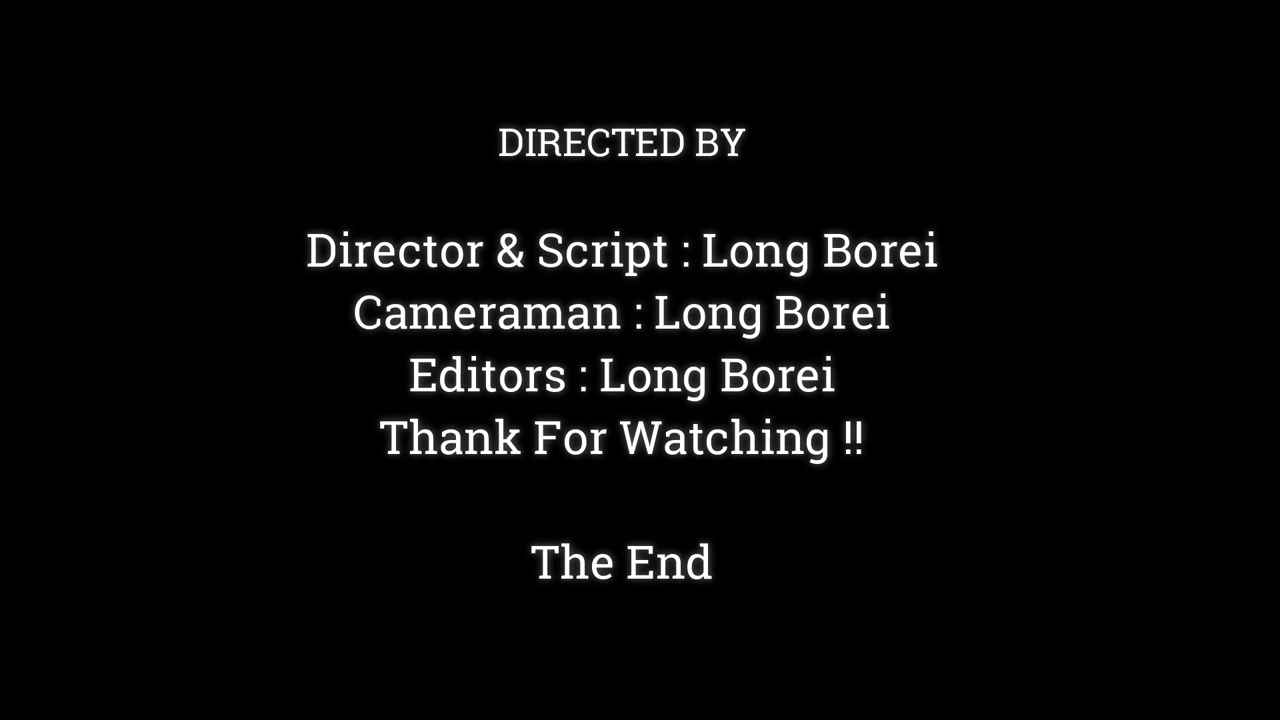 DIRECTED BY
Director & Script : Long Borei
Cameraman : Long Borei
Editors : Long Borei
Thank For Watching !!
The End